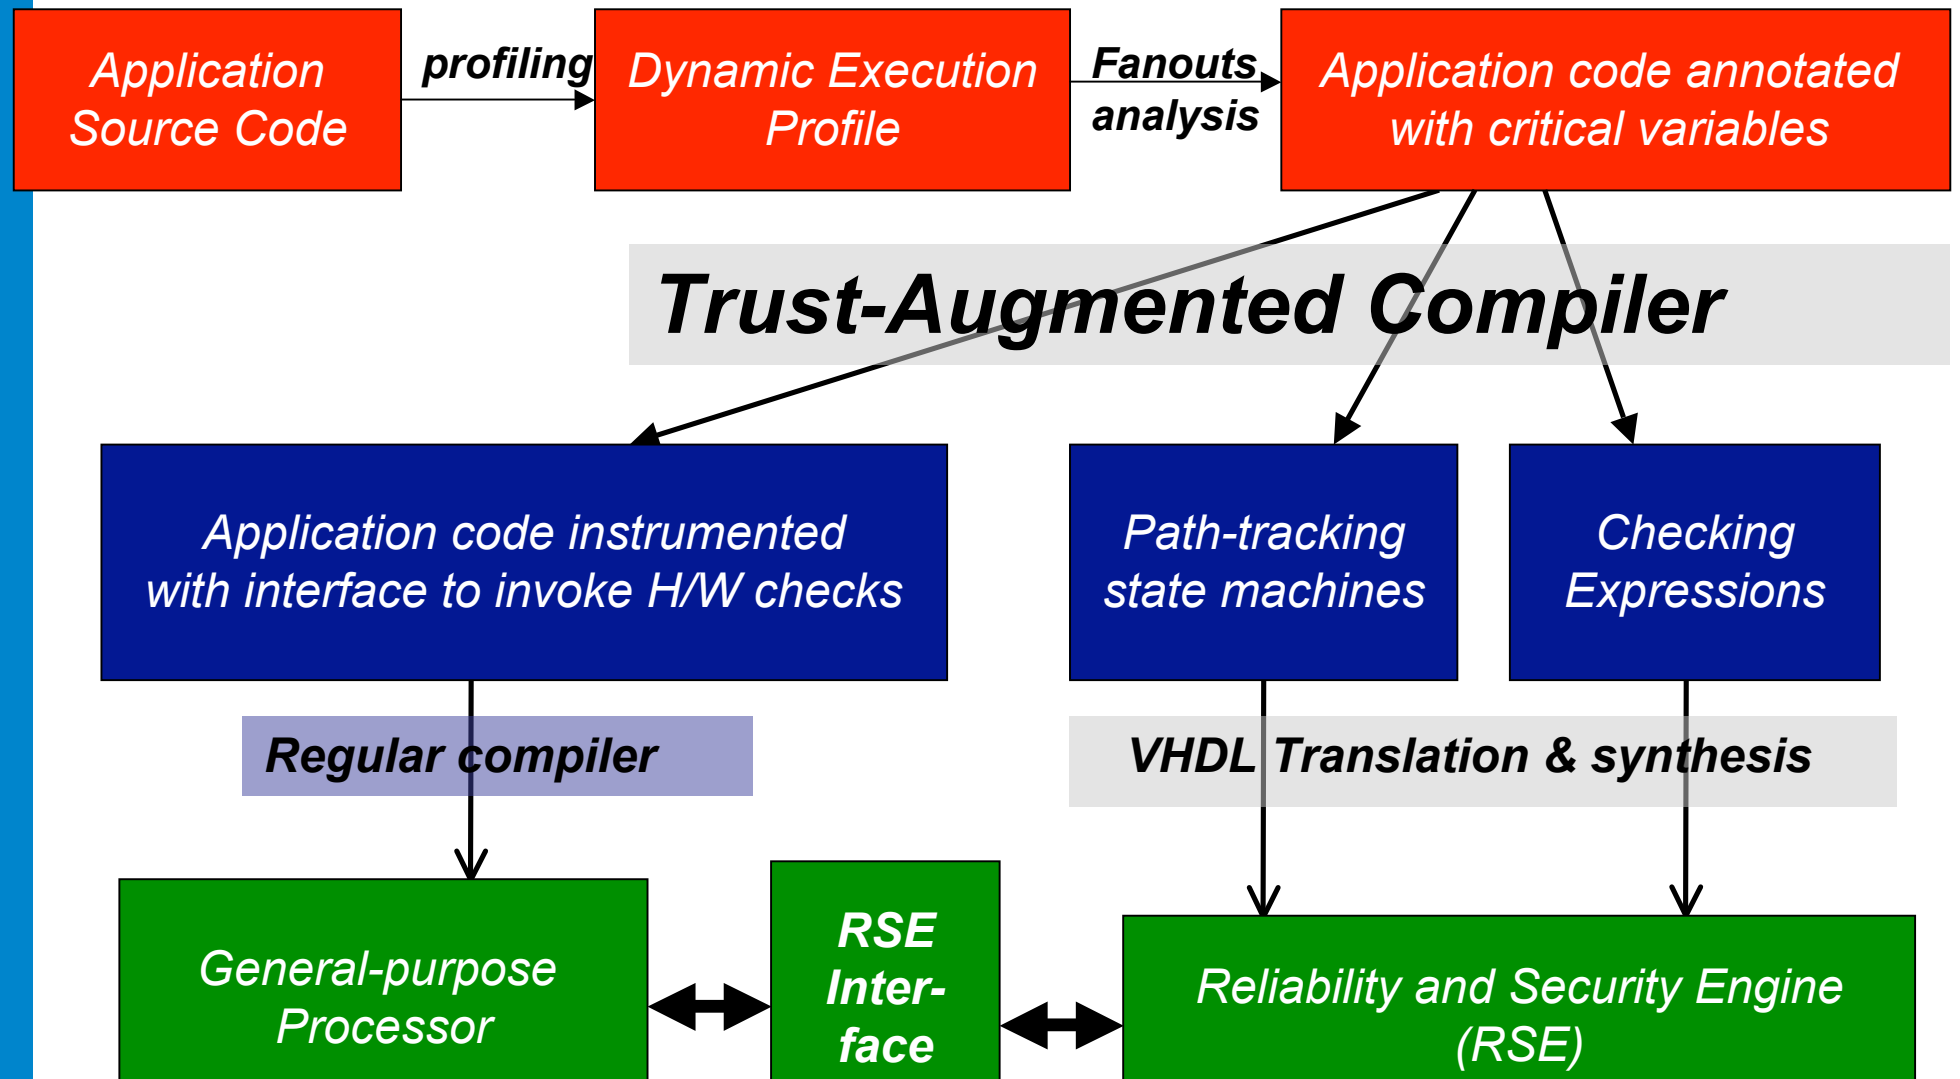 Application
Source Code
profiling
Dynamic Execution
Profile
Fanouts
analysis
Application code annotated
with critical variables
Trust-Augmented Compiler
Application code instrumented
with interface to invoke H/W checks
Path-tracking
state machines
Checking
Expressions
Regular compiler
VHDL Translation & synthesis
General-purpose
Processor
RSE
Inter-
face
Reliability and Security Engine
(RSE)